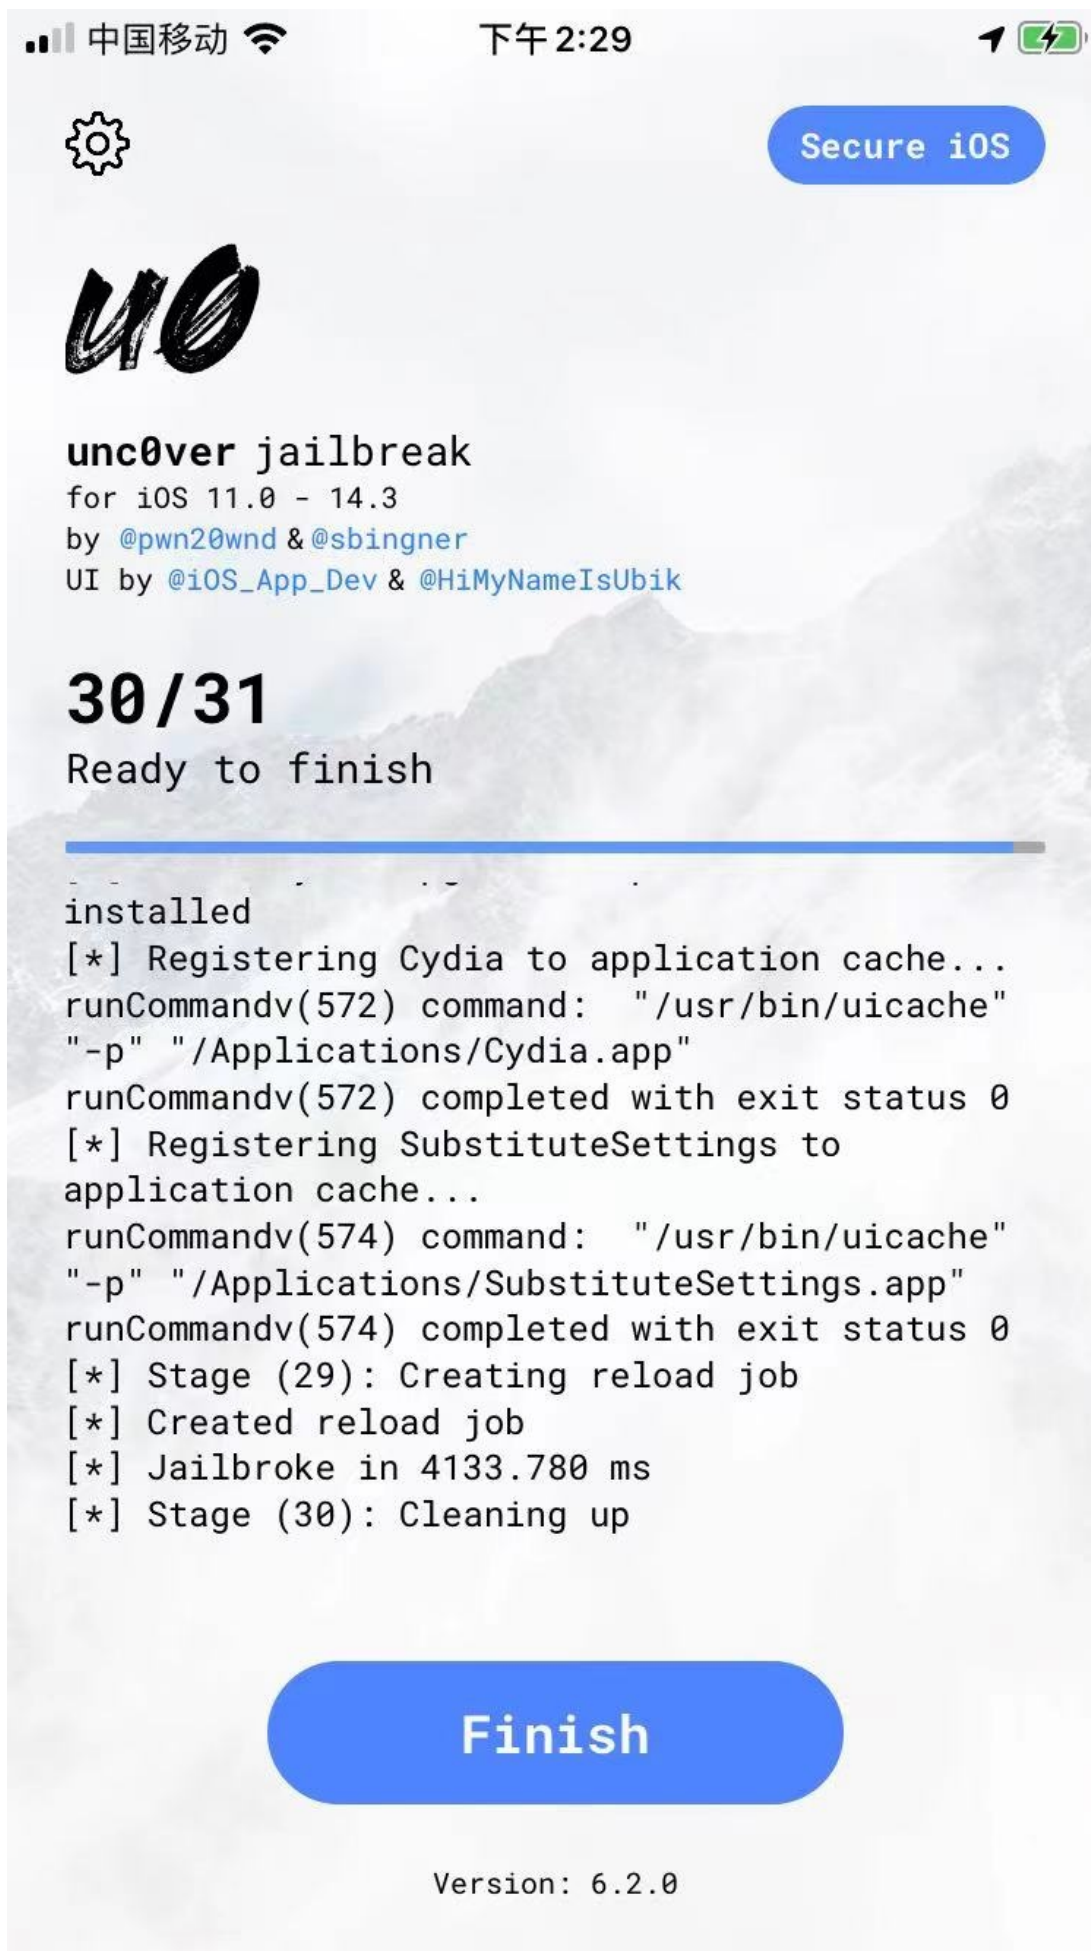 中国移动 下午2:29
Secure iOS
u0
unc0ver jailbreak
for iOS 11.0 - 14.3
by @pwn20wnd & @sbingner
UI by @iOS_App_Dev & @HiMyNameIsUbik
30/31
Ready to finish
installed
[*] Registering Cydia to application cache...
runCommandv(572) command:  "/usr/bin/uicache"
"-p" "/Applications/Cydia.app"
runCommandv(572) completed with exit status 0
[*] Registering SubstituteSettings to
application cache...
runCommandv(574) command:  "/usr/bin/uicache"
"-p" "/Applications/SubstituteSettings.app"
runCommandv(574) completed with exit status 0
[*] Stage (29): Creating reload job
[*] Created reload job
[*] Jailbroke in 4133.780 ms
[*] Stage (30): Cleaning up
Finish
Version: 6.2.0